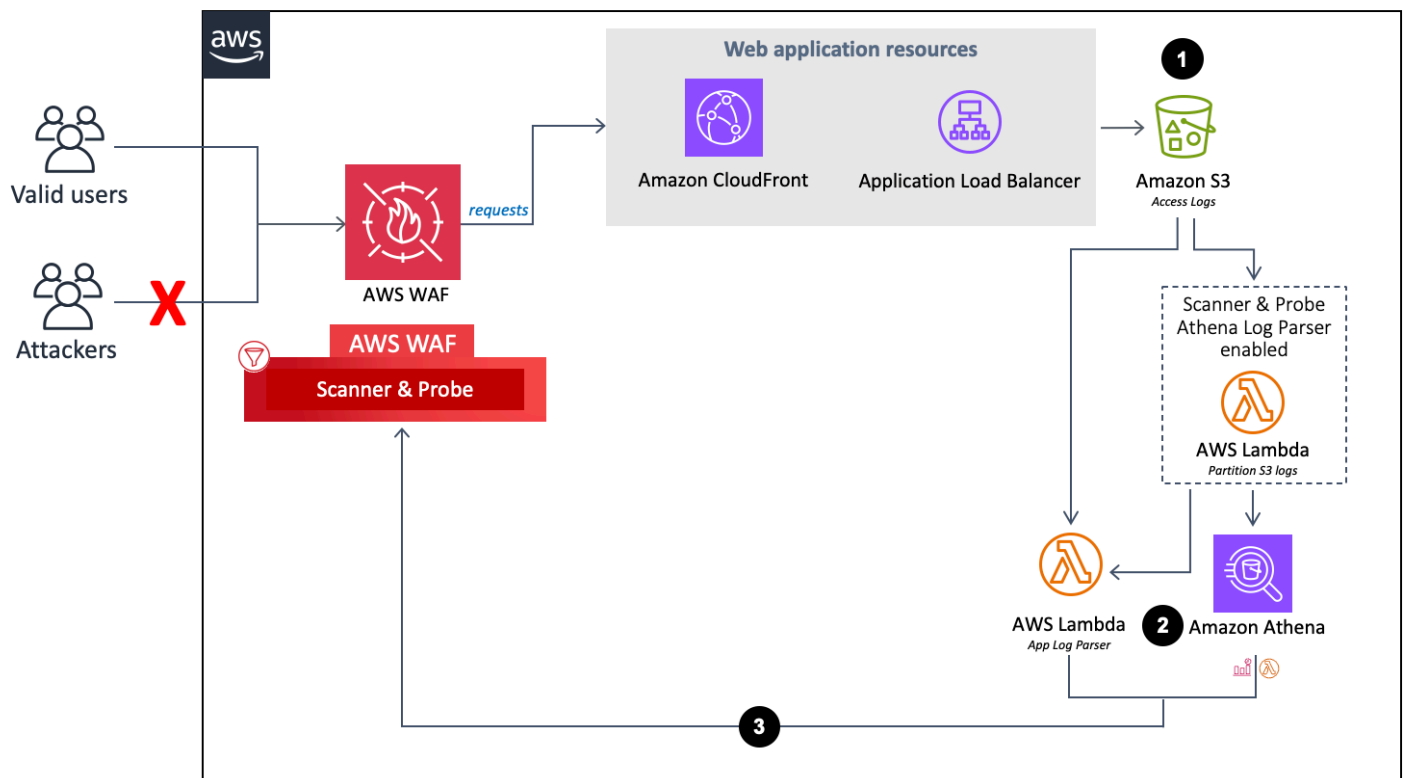 aws
Web application resources
1
Valid users
Amazon CloudFront
Application Load Balancer
Amazon S3
Access Logs
requests
AWS WAF
Attackers
X
AWS WAF
Scanner & Probe
Scanner & Probe
Athena Log Parser
enabled
AWS Lambda
Partition S3 logs
AWS Lambda
App Log Parser
2
Amazon Athena
3